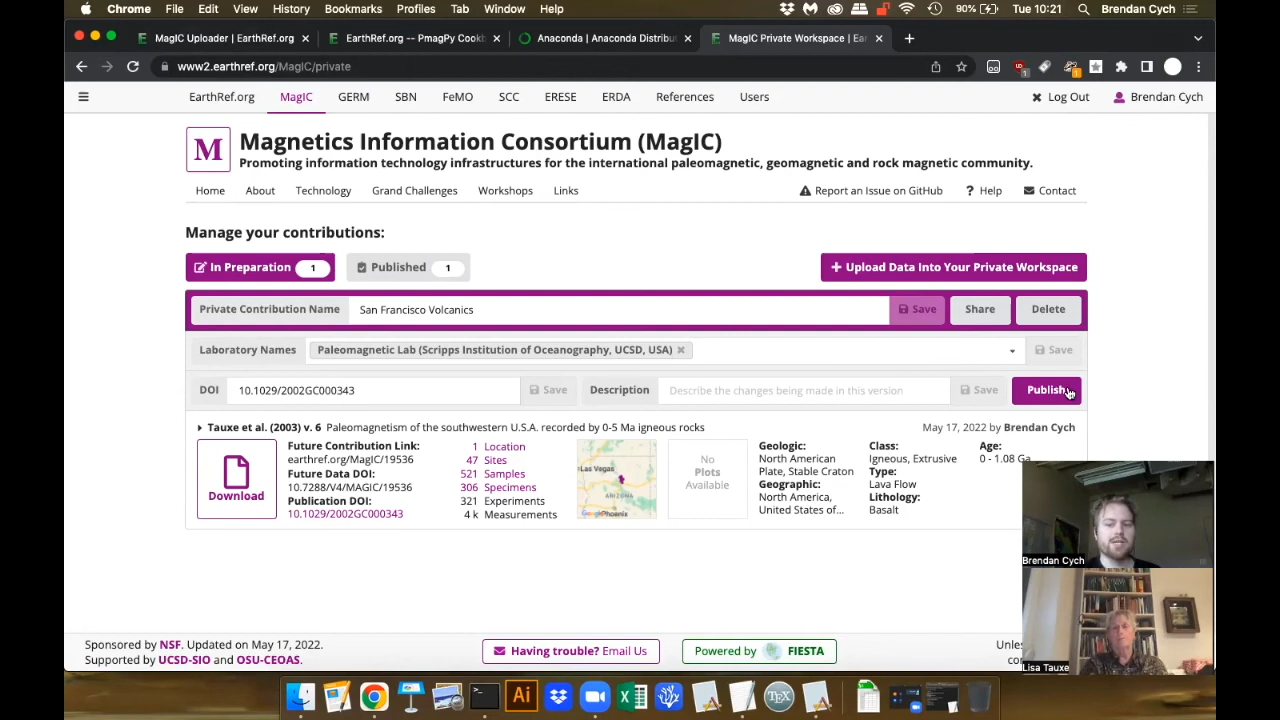 Chrome File Edit View History Bookmarks Profiles Tab Window Help 90% Tue 10:21 Brendan Cych
MagIC Uploader | EarthRef.org EarthRef.org -- PmagPy Cookb Anaconda | Anaconda Distribut MagIC Private Workspace | Ear
www2.earthref.org/MagIC/private
EarthRef.org MagIC GERM SBN FeMO SCC ERESE ERDA References Users Log Out Brendan Cych
M
Magnetics Information Consortium (MagIC)
Promoting information technology infrastructures for the international paleomagnetic, geomagnetic and rock magnetic community.
Home About Technology Grand Challenges Workshops Links Report an Issue on GitHub ? Help Contact
Manage your contributions:
In Preparation 1 Published 1 + Upload Data Into Your Private Workspace
Private Contribution Name San Francisco Volcanics Save Share Delete
Laboratory Names Paleomagnetic Lab (Scripps Institution of Oceanography, UCSD, USA) Save
DOI 10.1029/2002GC000343 Save Description Describe the changes being made in this version Save Publish
Tauxe et al. (2003) v. 6 Paleomagnetism of the southwestern U.S.A. recorded by 0-5 Ma igneous rocks May 17, 2022 by Brendan Cych
Download
Future Contribution Link:
earthref.org/MagIC/19536
Future Data DOI:
10.7288/V4/MAGIC/19536
Publication DOI:
10.1029/2002GC000343
1 Location
47 Sites
521 Samples
306 Specimens
321 Experiments
4 k Measurements
Las Vegas
ARIZONA
Google Phoenix
No
Plots
Available
Geologic:
North American
Plate, Stable Craton
Geographic:
North America,
United States of...
Class:
Igneous, Extrusive
Type:
Lava Flow
Lithology:
Basalt
Age:
0 - 1.08 Ga
Brendan Cych
Lisa Tauxe
Sponsored by NSF. Updated on May 17, 2022.
Supported by UCSD-SIO and OSU-CEOAS.
Having trouble? Email Us
Powered by FIESTA
Ai
TEX